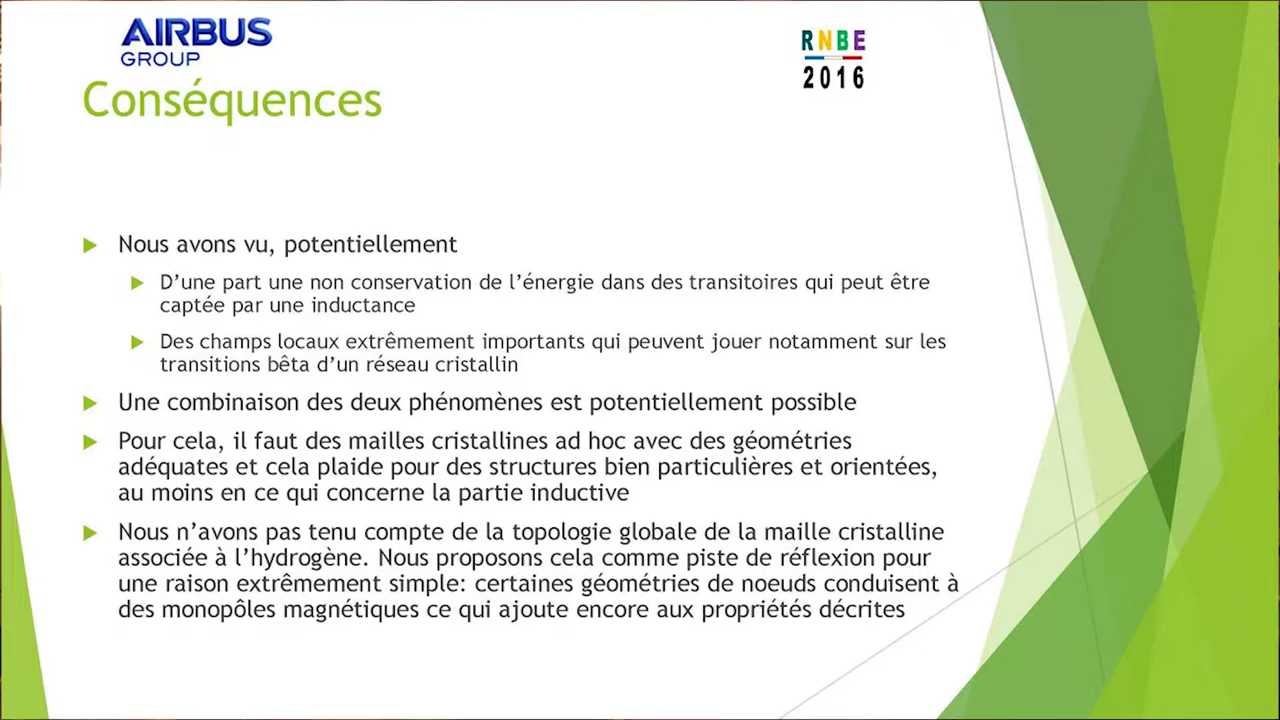 AIRBUS
GROUP
RNBE
2016
Conséquences
Nous avons vu, potentiellement
D’une part une non conservation de l’énergie dans des transitoires qui peut être
captée par une inductance
Des champs locaux extrêmement importants qui peuvent jouer notamment sur les
transitions bêta d’un réseau cristallin
Une combinaison des deux phénomènes est potentiellement possible
Pour cela, il faut des mailles cristallines ad hoc avec des géométries
adéquates et cela plaide pour des structures bien particulières et orientées,
au moins en ce qui concerne la partie inductive
Nous n’avons pas tenu compte de la topologie globale de la maille cristalline
associée à l’hydrogène. Nous proposons cela comme piste de réflexion pour
une raison extrêmement simple: certaines géométries de noeuds conduisent à
des monopôles magnétiques ce qui ajoute encore aux propriétés décrites